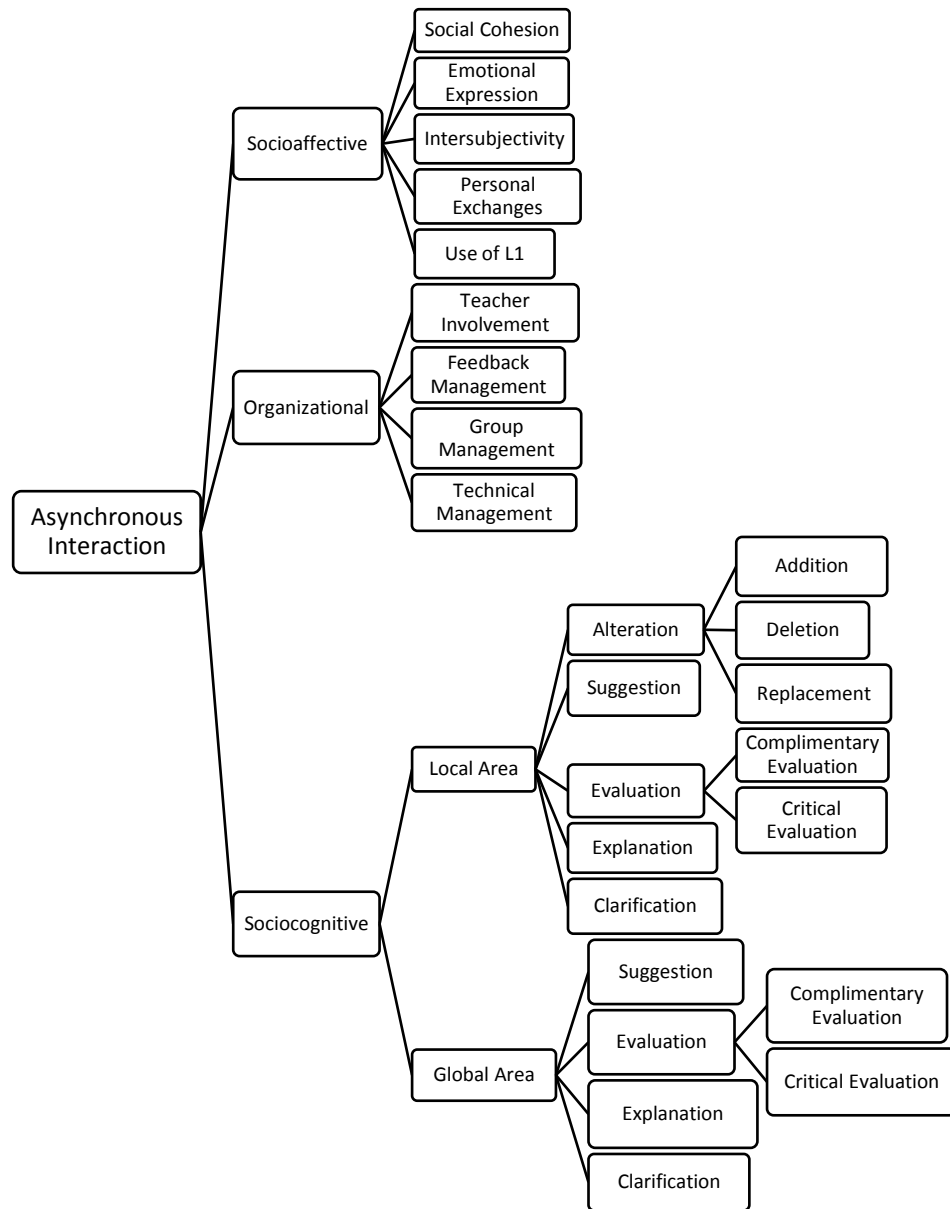 Social Cohesion
Emotional
Expression
Socioaffective
Intersubjectivity
Personal
Exchanges
Use of L1
Teacher
Involvement
Feedback
Management
Organizational
Group
Management
Technical
Management
Asynchronous
Interaction
Addition
Alteration
Deletion
Suggestion
Replacement
Complimentary
Evaluation
Local Area
Evaluation
Critical
Evaluation
Explanation
Clarification
Sociocognitive
Suggestion
Complimentary
Evaluation
Evaluation
Global Area
Critical Evaluation
Explanation
Clarification